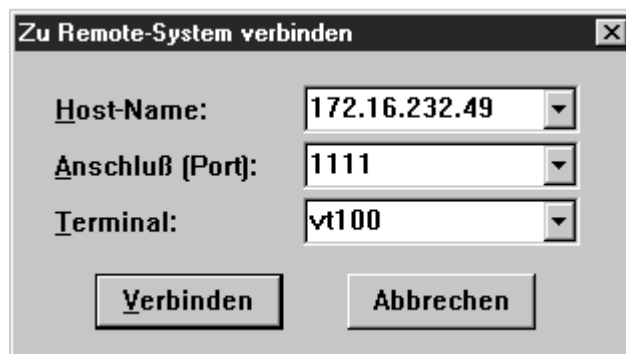 Zu Remote-System verbinden
Host-Name: 172.16.232.49
Anschluß (Port): 1111
Terminal: vt100
Verbinden Abbrechen